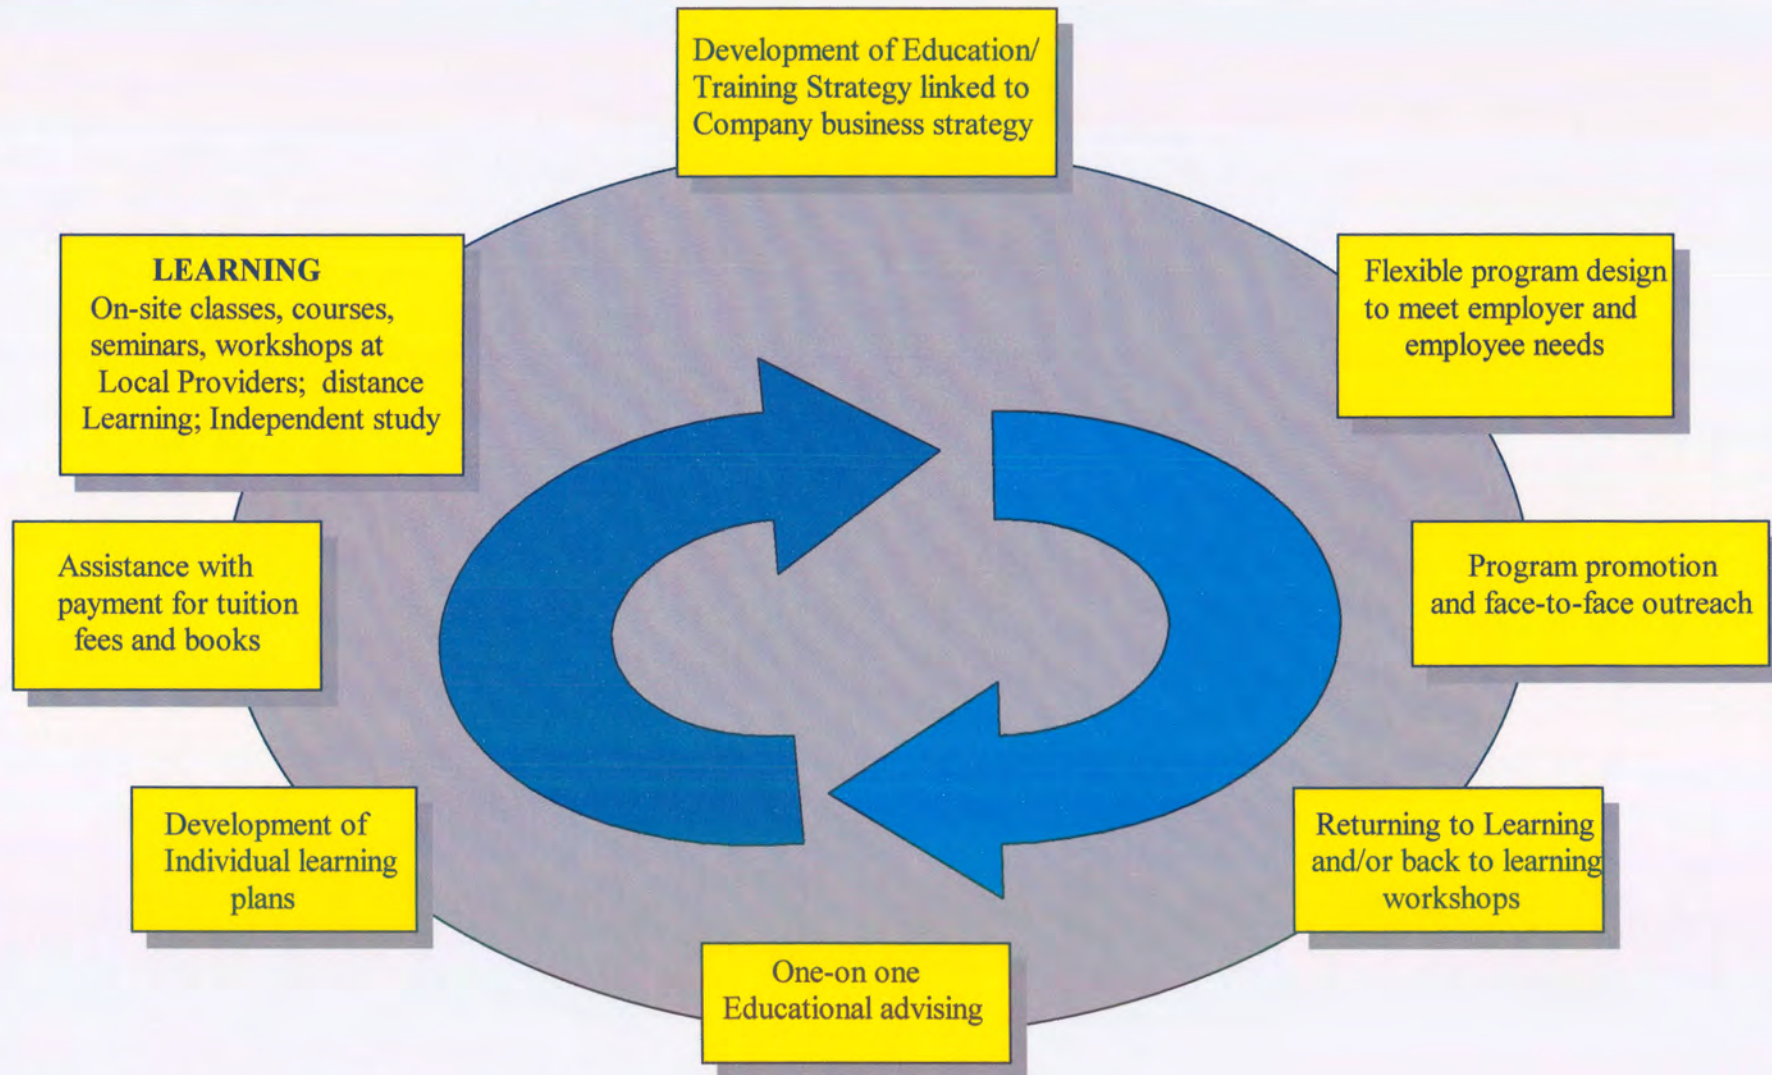 Development of Education/
Training Strategy linked to
Company business strategy
Flexible program design
to meet employer and
employee needs
Program promotion
and face-to-face outreach
Returning to Learning
and/or back to learning
workshops
One-on one
Educational advising
Development of
Individual learning
plans
Assistance with
payment for tuition
fees and books
LEARNING
On-site classes, courses,
seminars, workshops at
Local Providers; distance
Learning; Independent study